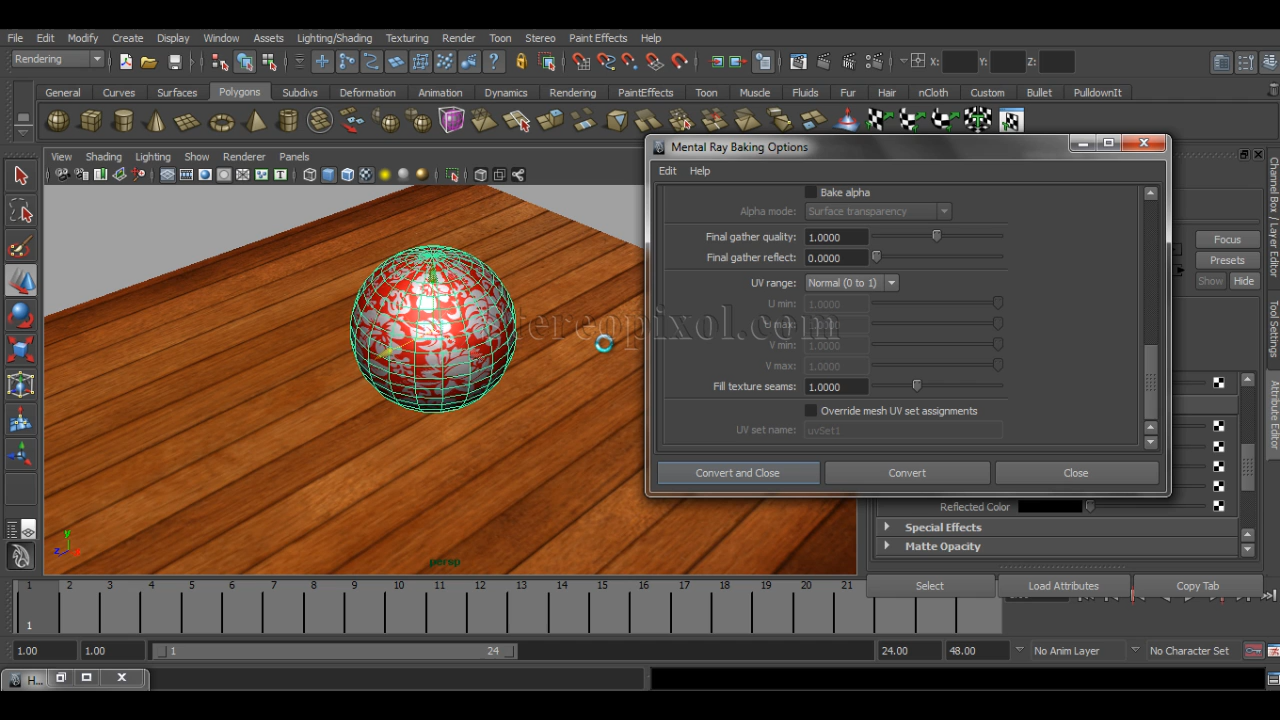 File Edit Modify Create Display Window Assets Lighting/Shading Texturing Render Toon Stereo Paint Effects Help
Rendering X: Y: Z:
General Curves Surfaces Polygons Subdivs Deformation Animation Dynamics Rendering PaintEffects Toon Muscle Fluids Fur Hair nCloth Custom Bullet PulldownIt
View Shading Lighting Show Renderer Panels
Mental Ray Baking Options
Edit Help
Bake alpha
Alpha mode: Surface transparency
Final gather quality: 1.0000
Final gather reflect: 0.0000
UV range: Normal (0 to 1)
U min: 1.0000
U max: 1.0000
V min: 1.0000
V max: 1.0000
Fill texture seams: 1.0000
Override mesh UV set assignments
UV set name: uvSet1
Convert and Close Convert Close
stereopixol.com
Focus
Presets
Show Hide
Channel Box / Layer Editor
Tool Settings
Attribute Editor
Reflected Color
Special Effects
Matte Opacity
Select Load Attributes Copy Tab
y
z x
persp
1 2 3 4 5 6 7 8 9 10 11 12 13 14 15 16 17 18 19 20 21
1
1.00 1.00 1 24 24.00 48.00 No Anim Layer No Character Set
H...